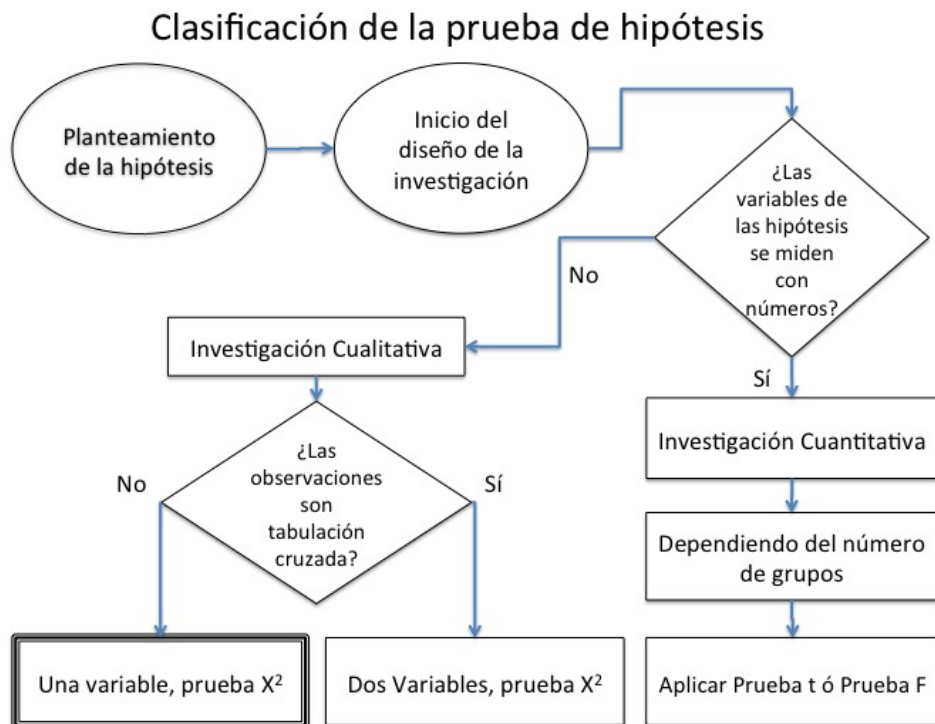 Clasificación de la prueba de hipótesis
Planteamiento
de la hipótesis
Inicio del
diseño de la
investigación
¿Las
variables de
las hipótesis
se miden
con
números?
No
Sí
Investigación Cualitativa
Investigación Cuantitativa
¿Las
observaciones
son
tabulación
cruzada?
No
Sí
Dependiendo del número
de grupos
Una variable, prueba X²
Dos Variables, prueba X²
Aplicar Prueba t ó Prueba F